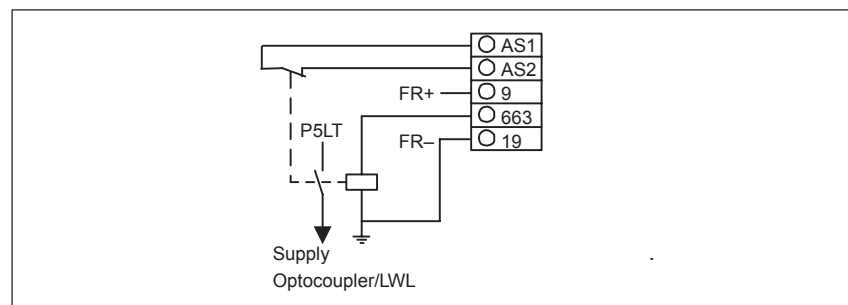 AS1
AS2
FR+ 9
663
P5LT
FR– 19
Supply
Optocoupler/LWL